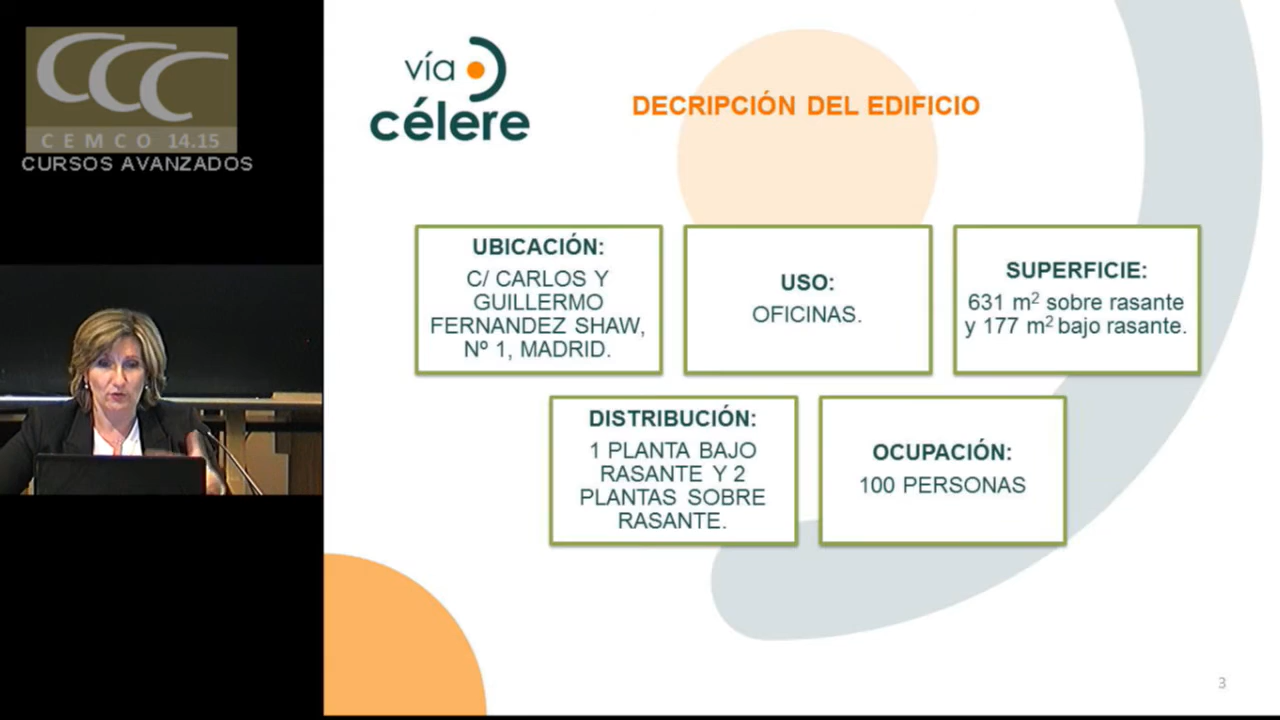 CCC
CEMCO 14.15
CURSOS AVANZADOS
vía
célere
DECRIPCIÓN DEL EDIFICIO
UBICACIÓN:
C/ CARLOS Y
GUILLERMO
FERNANDEZ SHAW,
Nº 1, MADRID.
USO:
OFICINAS.
SUPERFICIE:
631 m² sobre rasante
y 177 m² bajo rasante.
DISTRIBUCIÓN:
1 PLANTA BAJO
RASANTE Y 2
PLANTAS SOBRE
RASANTE.
OCUPACIÓN:
100 PERSONAS
3